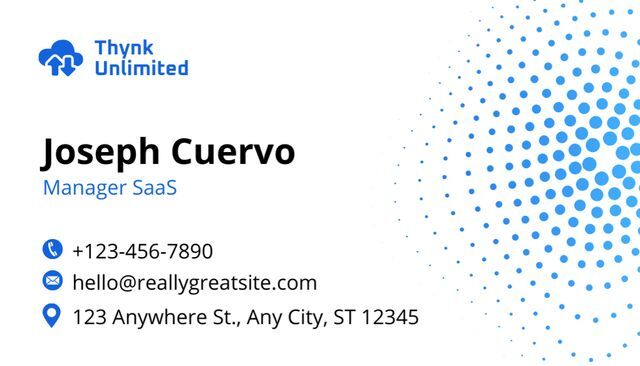 Thynk
Unlimited
Joseph Cuervo
Manager SaaS
+123-456-7890
hello@reallygreatsite.com
123 Anywhere St., Any City, ST 12345